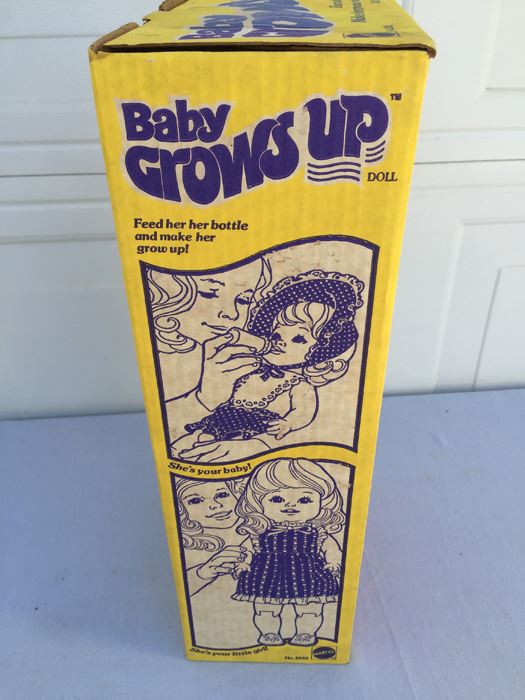 Baby
GROWS UP™
DOLL
Feed her her bottle
and make her
grow up!
She's your baby!
She's your little girl!
MATTEL